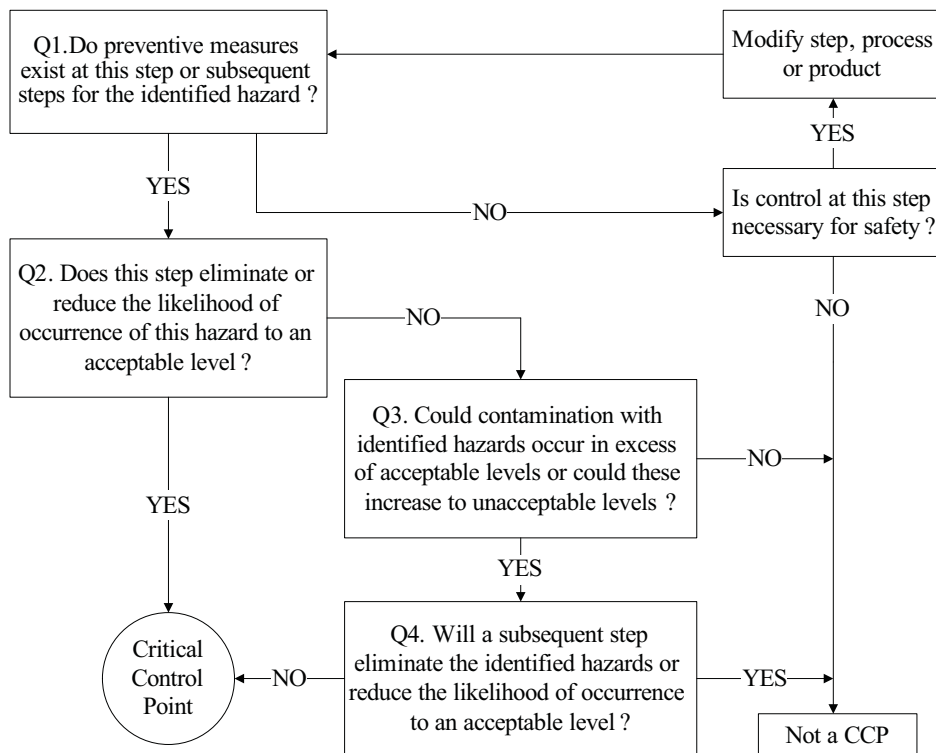 Q1.Do preventive measures
exist at this step or subsequent
steps for the identified hazard ?
Modify step, process
or product
YES
YES
NO
Is control at this step
necessary for safety ?
Q2. Does this step eliminate or
reduce the likelihood of
occurrence of this hazard to an
acceptable level ?
NO
NO
Q3. Could contamination with
identified hazards occur in excess
of acceptable levels or could these
increase to unacceptable levels ?
NO
YES
YES
Q4. Will a subsequent step
eliminate the identified hazards or
reduce the likelihood of occurrence
to an acceptable level ?
Critical
Control
Point
NO
YES
Not a CCP